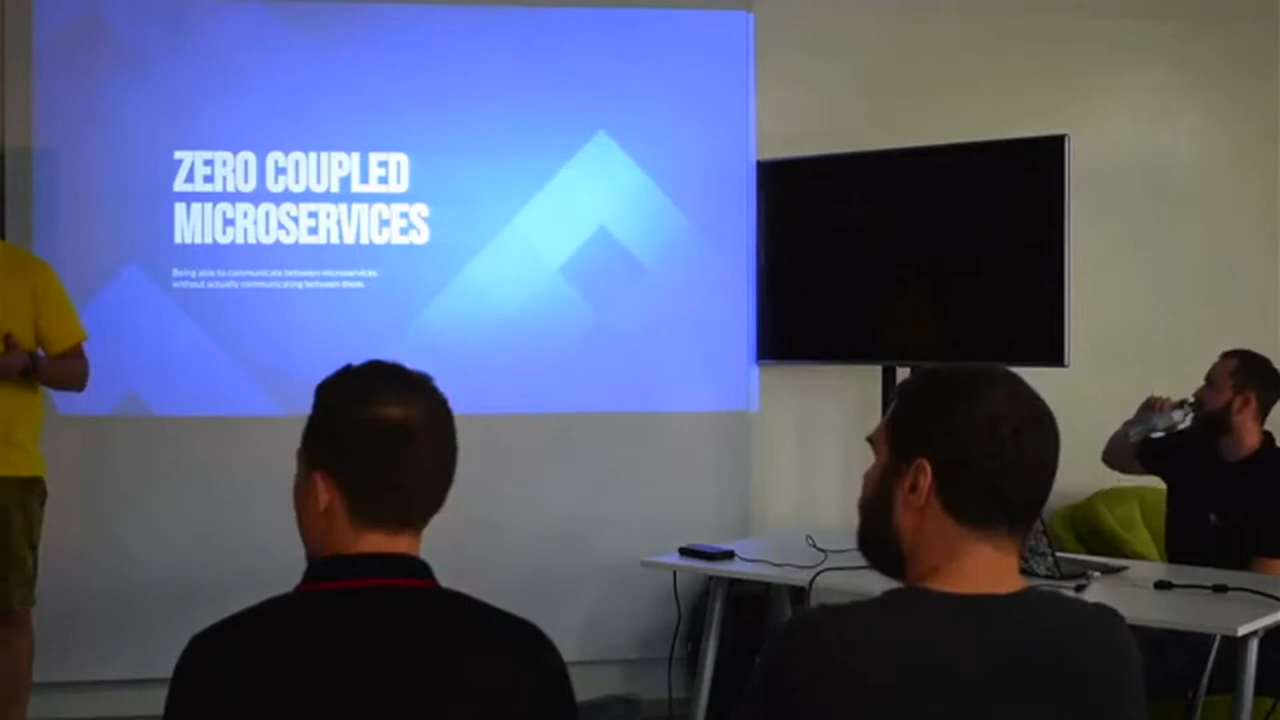 ZERO COUPLED
MICROSERVICES
Being able to communicate between microservices
without actually communicating between them.